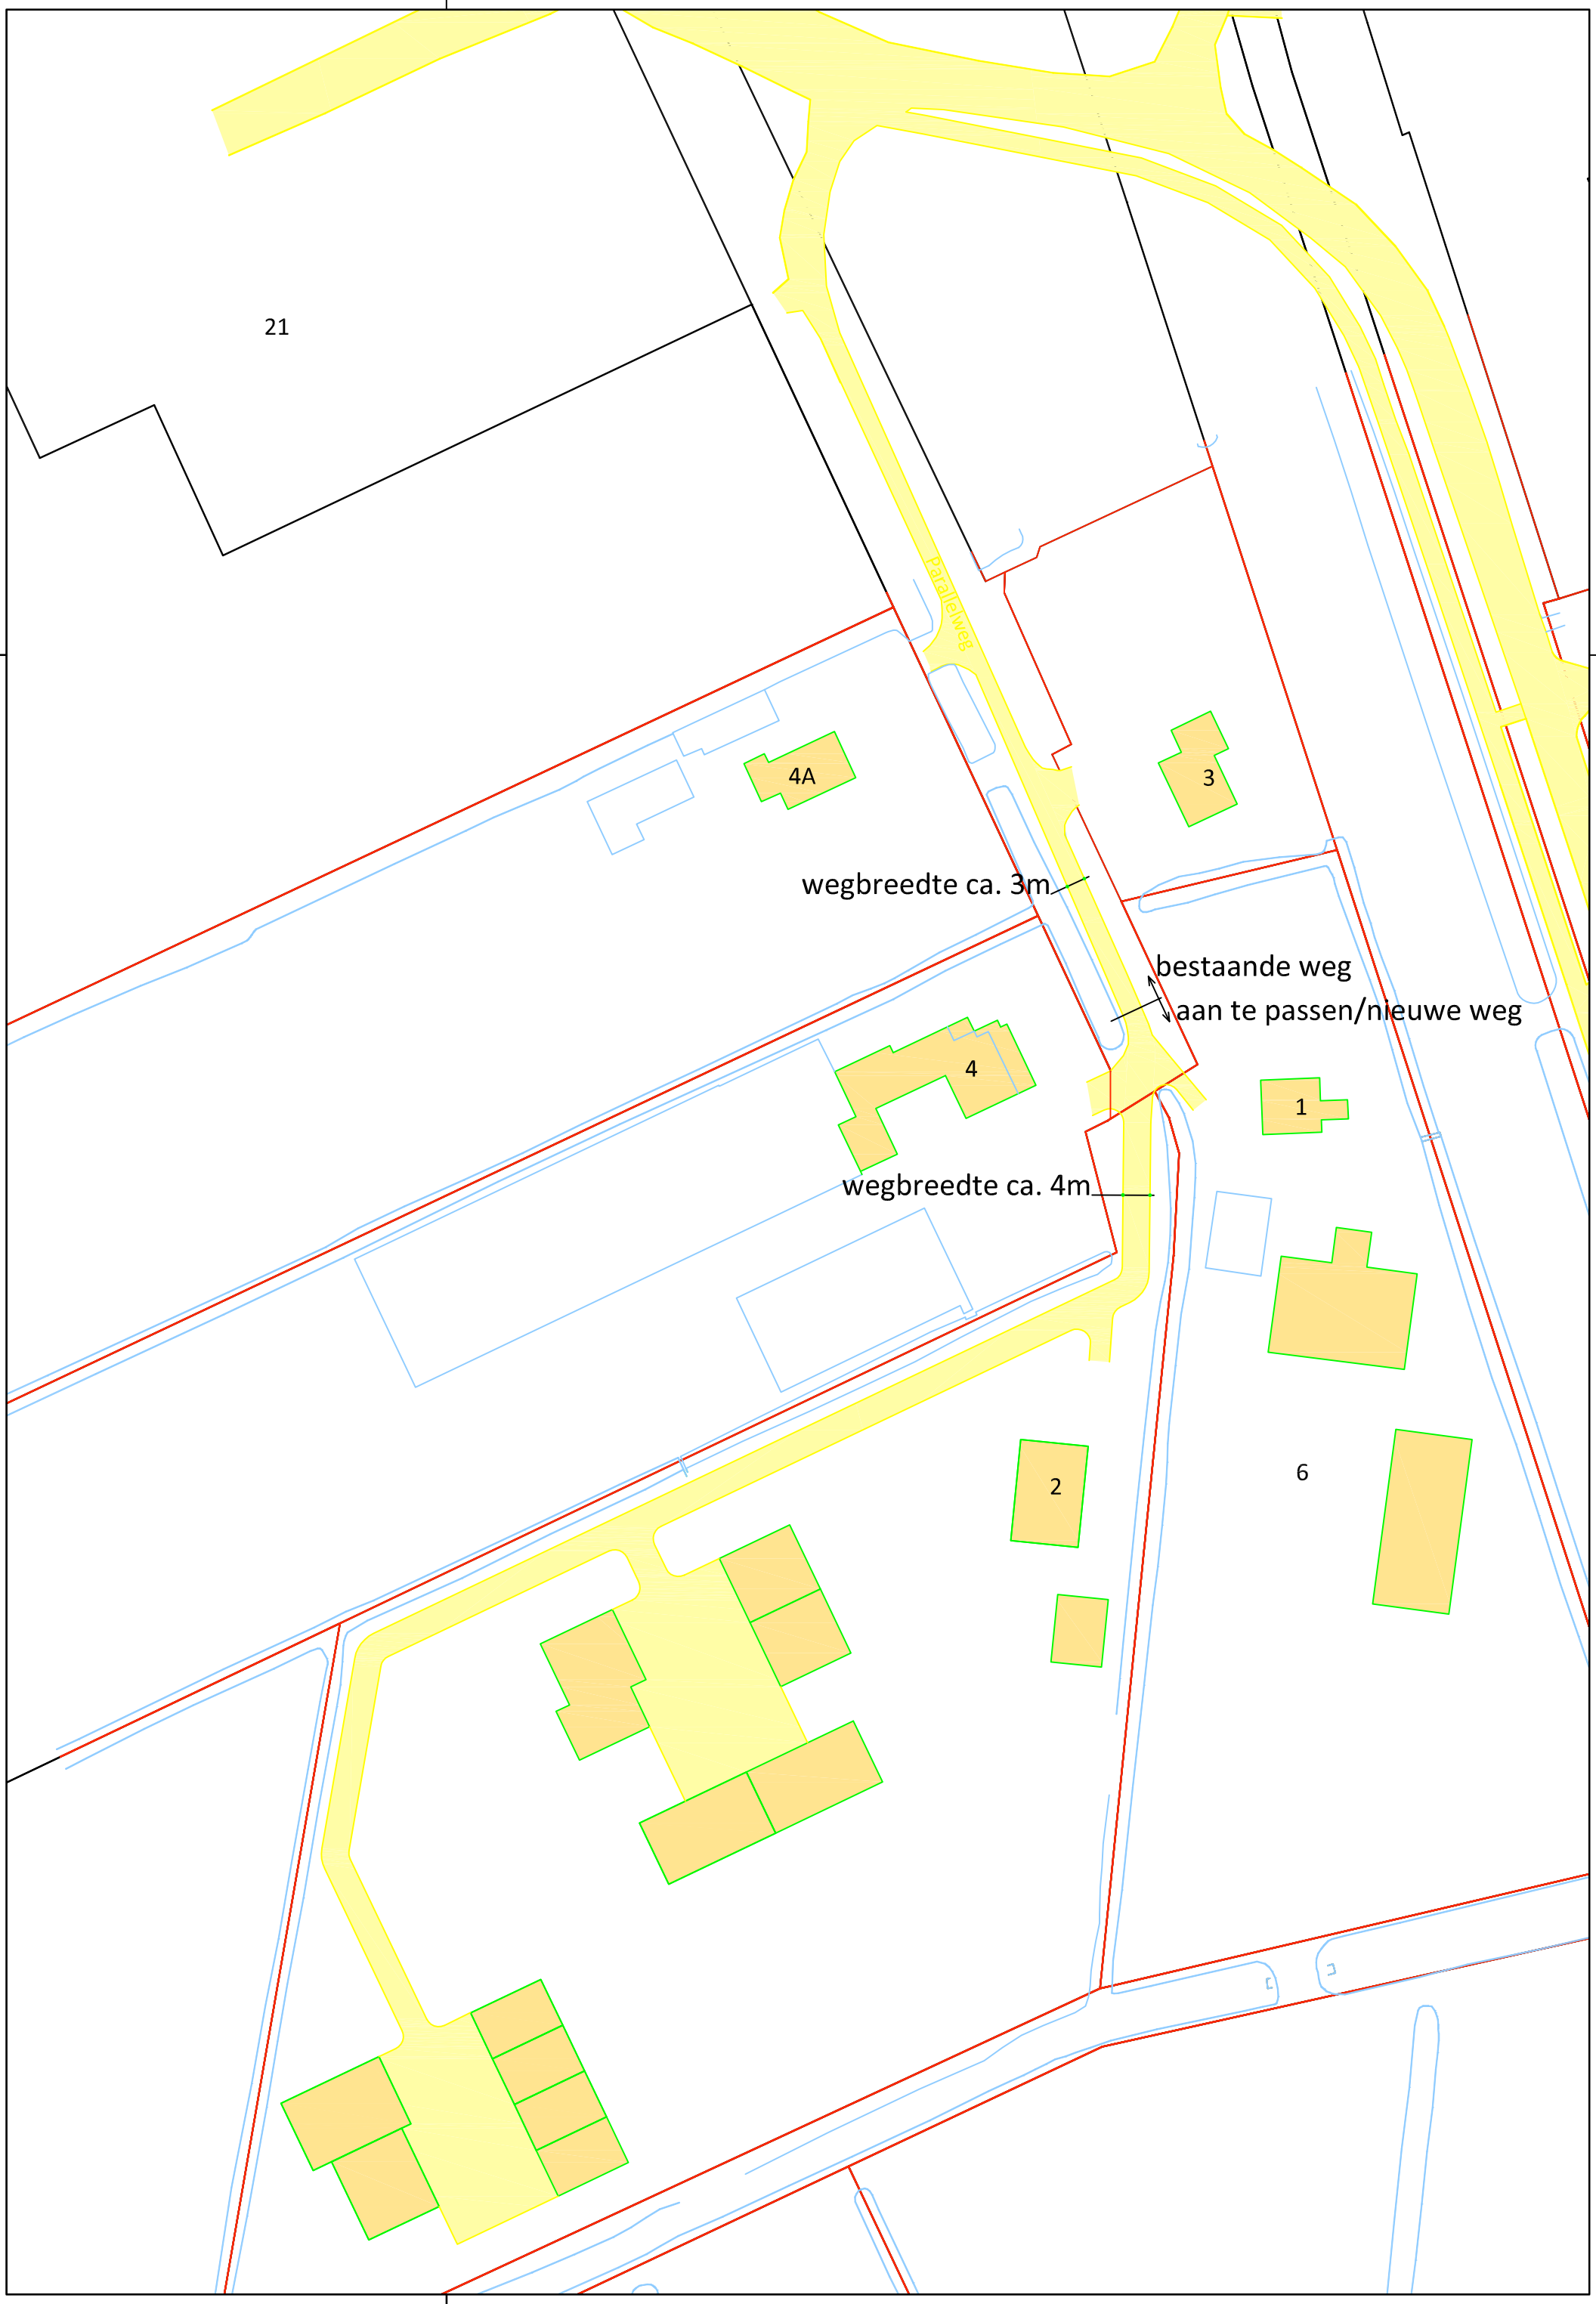 21
Parallelweg
4A
3
wegbreedte ca. 3m
bestaande weg
aan te passen/nieuwe weg
4
1
wegbreedte ca. 4m
6
2